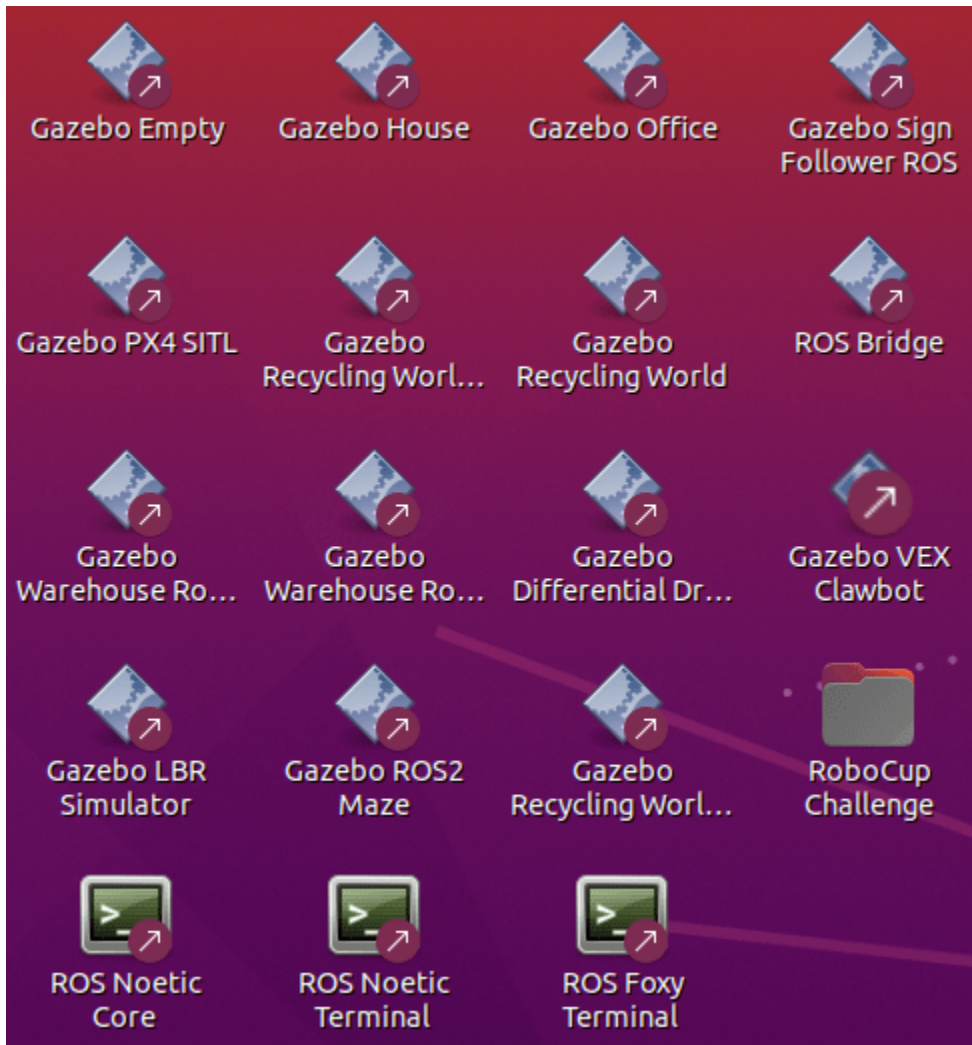 Gazebo Empty
Gazebo House
Gazebo Office
Gazebo Sign
Follower ROS
Gazebo PX4 SITL
Gazebo
Recycling Worl...
Gazebo
Recycling World
ROS Bridge
Gazebo
Warehouse Ro...
Gazebo
Warehouse Ro...
Gazebo
Differential Dr...
Gazebo VEX
Clawbot
Gazebo LBR
Simulator
Gazebo ROS2
Maze
Gazebo
Recycling Worl...
RoboCup
Challenge
>_
ROS Noetic
Core
>_
ROS Noetic
Terminal
>_
ROS Foxy
Terminal